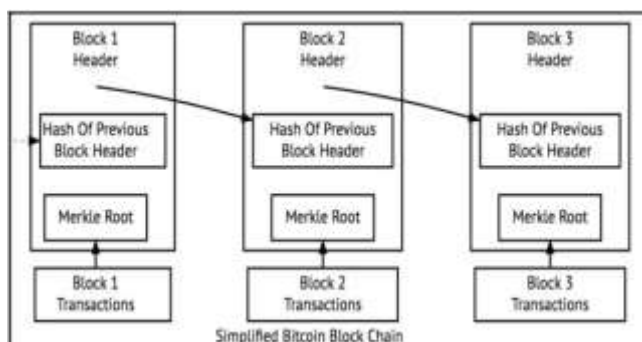 Block 1
Header
Block 2
Header
Block 3
Header
Hash Of Previous
Block Header
Hash Of Previous
Block Header
Hash Of Previous
Block Header
Merkle Root
Merkle Root
Merkle Root
Block 1
Transactions
Block 2
Transactions
Block 3
Transactions
Simplified Bitcoin Block Chain